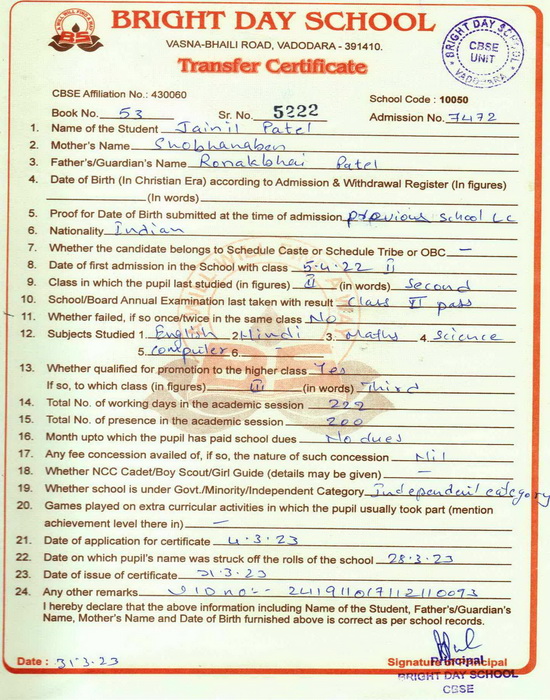 BRIGHT DAY SCHOOL
VASNA-BHAILI ROAD, VADODARA - 391410.
Transfer Certificate
BRIGHT DAY SCHOOL
CBSE
UNIT
VADODARA
CBSE Affiliation No.: 430060
School Code : 10050
Book No. 53 Sr. No. 5222 Admission No. 7472
1. Name of the Student Jainil Patel
2. Mother's Name Shobhanaben
3. Father's/Guardian's Name Ronakbhai Patel
4. Date of Birth (In Christian Era) according to Admission & Withdrawal Register (In figures)
(In words)
5. Proof for Date of Birth submitted at the time of admission previous school LC
6. Nationality Indian
7. Whether the candidate belongs to Schedule Caste or Schedule Tribe or OBC —
8. Date of first admission in the School with class 5-4-22 II
9. Class in which the pupil last studied (in figures) II (in words) Second
10. School/Board Annual Examination last taken with result Class II pass
11. Whether failed, if so once/twice in the same class No
12. Subjects Studied 1. English 2. Hindi 3. Maths 4. Science
5. Computer 6.
13. Whether qualified for promotion to the higher class Yes
If so, to which class (in figures) III (in words) Third
14. Total No. of working days in the academic session 222
15. Total No. of presence in the academic session 200
16. Month upto which the pupil has paid school dues No dues
17. Any fee concession availed of, if so, the nature of such concession Nil
18. Whether NCC Cadet/Boy Scout/Girl Guide (details may be given) —
19. Whether school is under Govt./Minority/Independent Category Independent category
20. Games played on extra curricular activities in which the pupil usually took part (mention
achievement level there in) —
21. Date of application for certificate 4.3.23
22. Date on which pupil's name was struck off the rolls of the school 28.3.23
23. Date of issue of certificate 31.3.23
24. Any other remarks UID no:-
I hereby declare that the above information including Name of the Student, Father's/Guardian's
Name, Mother's Name and Date of Birth furnished above is correct as per school records.
Date : 31.3.23
Signature of Principal
Principal
BRIGHT DAY SCHOOL
CBSE